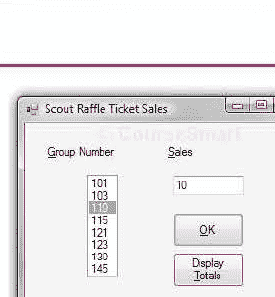 Scout Raffle Ticket Sales
CourseSmart
Group Number Sales
101
103
115
121
123
130
145
10
OK
Display
Totals